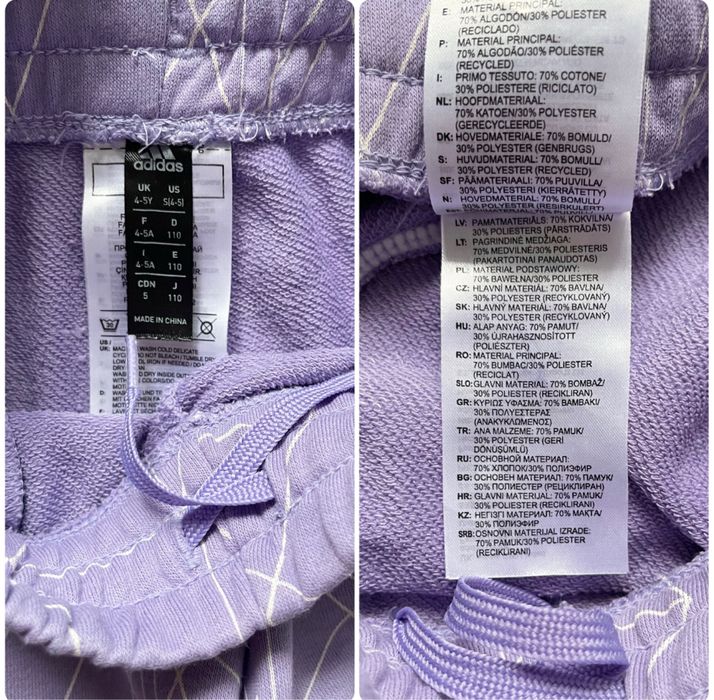 adidas
UK US
4-5Y S(4-5)
F D
4-5A 110
I E
4-5A 110
CDN J
5 110
MADE IN CHINA
E: MATERIAL PRINCIPAL:
70% ALGODÓN/30% POLIESTER
(RECICLADO)
P: MATERIAL PRINCIPAL:
70% ALGODÃO/30% POLIÉSTER
(RECYCLED)
I: PRIMO TESSUTO: 70% COTONE/
30% POLIESTERE (RICICLATO)
NL: HOOFDMATERIAAL:
70% KATOEN/30% POLYESTER
(GERECYCLEERDE)
DK: HOVEDMATERIALE: 70% BOMULD/
30% POLYESTER (GENBRUGS)
S: HUVUDMATERIAL: 70% BOMULL/
30% POLYESTER (RECYCLED)
SF: PÄÄMATERIAALI: 70% PUUVILLA/
30% POLYESTERI (KIERRÄTETTY)
N: HOVEDMATERIALE: 70% BOMULL/
30% POLYESTER (RESIRKULERT)
LV: PAMATMATERIĀLS: 70% KOKVILNA/
30% POLIESTERS (PĀRSTRĀDĀTS)
LT: PAGRINDINĖ MEDŽIAGA:
70% MEDVILNĖ/30% POLIESTERIS
(PAKARTOTINAI PANAUDOTAS)
PL: MATERIAŁ PODSTAWOWY:
70% BAWEŁNA/30% POLIESTER
CZ: HLAVNÍ MATERIÁL: 70% BAVLNA/
30% POLYESTER (RECYKLOVANÝ)
SK: HLAVNÝ MATERIÁL: 70% BAVLNA/
30% POLYESTER (RECYKLOVANÝ)
HU: ALAP ANYAG: 70% PAMUT/
30% ÚJRAHASZNOSÍTOTT
(POLIÉSZTER)
RO: MATERIAL PRINCIPAL:
70% BUMBAC/30% POLIESTER
(RECICLAT)
SLO: GLAVNI MATERIAL: 70% BOMBAŽ/
30% POLIESTER (RECIKLIRAN)
GR: ΚΥΡΙΩΣ ΥΦΑΣΜΑ: 70% ΒΑΜΒΑΚΙ/
30% ΠΟΛΥΕΣΤΕΡΑΣ
(ΑΝΑΚΥΚΛΩΜΕΝΟΣ)
TR: ANA MALZEME: 70% PAMUK/
30% POLYESTER (GERİ
DÖNÜŞÜMLÜ)
RU: ОСНОВНОЙ МАТЕРИАЛ:
70% ХЛОПОК/30% ПОЛИЭФИР
BG: ОСНОВЕН МАТЕРИАЛ: 70% ПАМУК/
30% ПОЛИЕСТЕР (РЕЦИКЛИРАН)
HR: GLAVNI MATERIJAL: 70% PAMUK/
30% POLIESTER (RECIKLIRANI)
KZ: НЕГІЗГІ МАТЕРИАЛ: 70% МАҚТА/
30% ПОЛИЭФИР
SRB: OSNOVNI MATERIJAL IZRADE:
70% PAMUK/30% POLIESTER
(RECIKLIRANI)